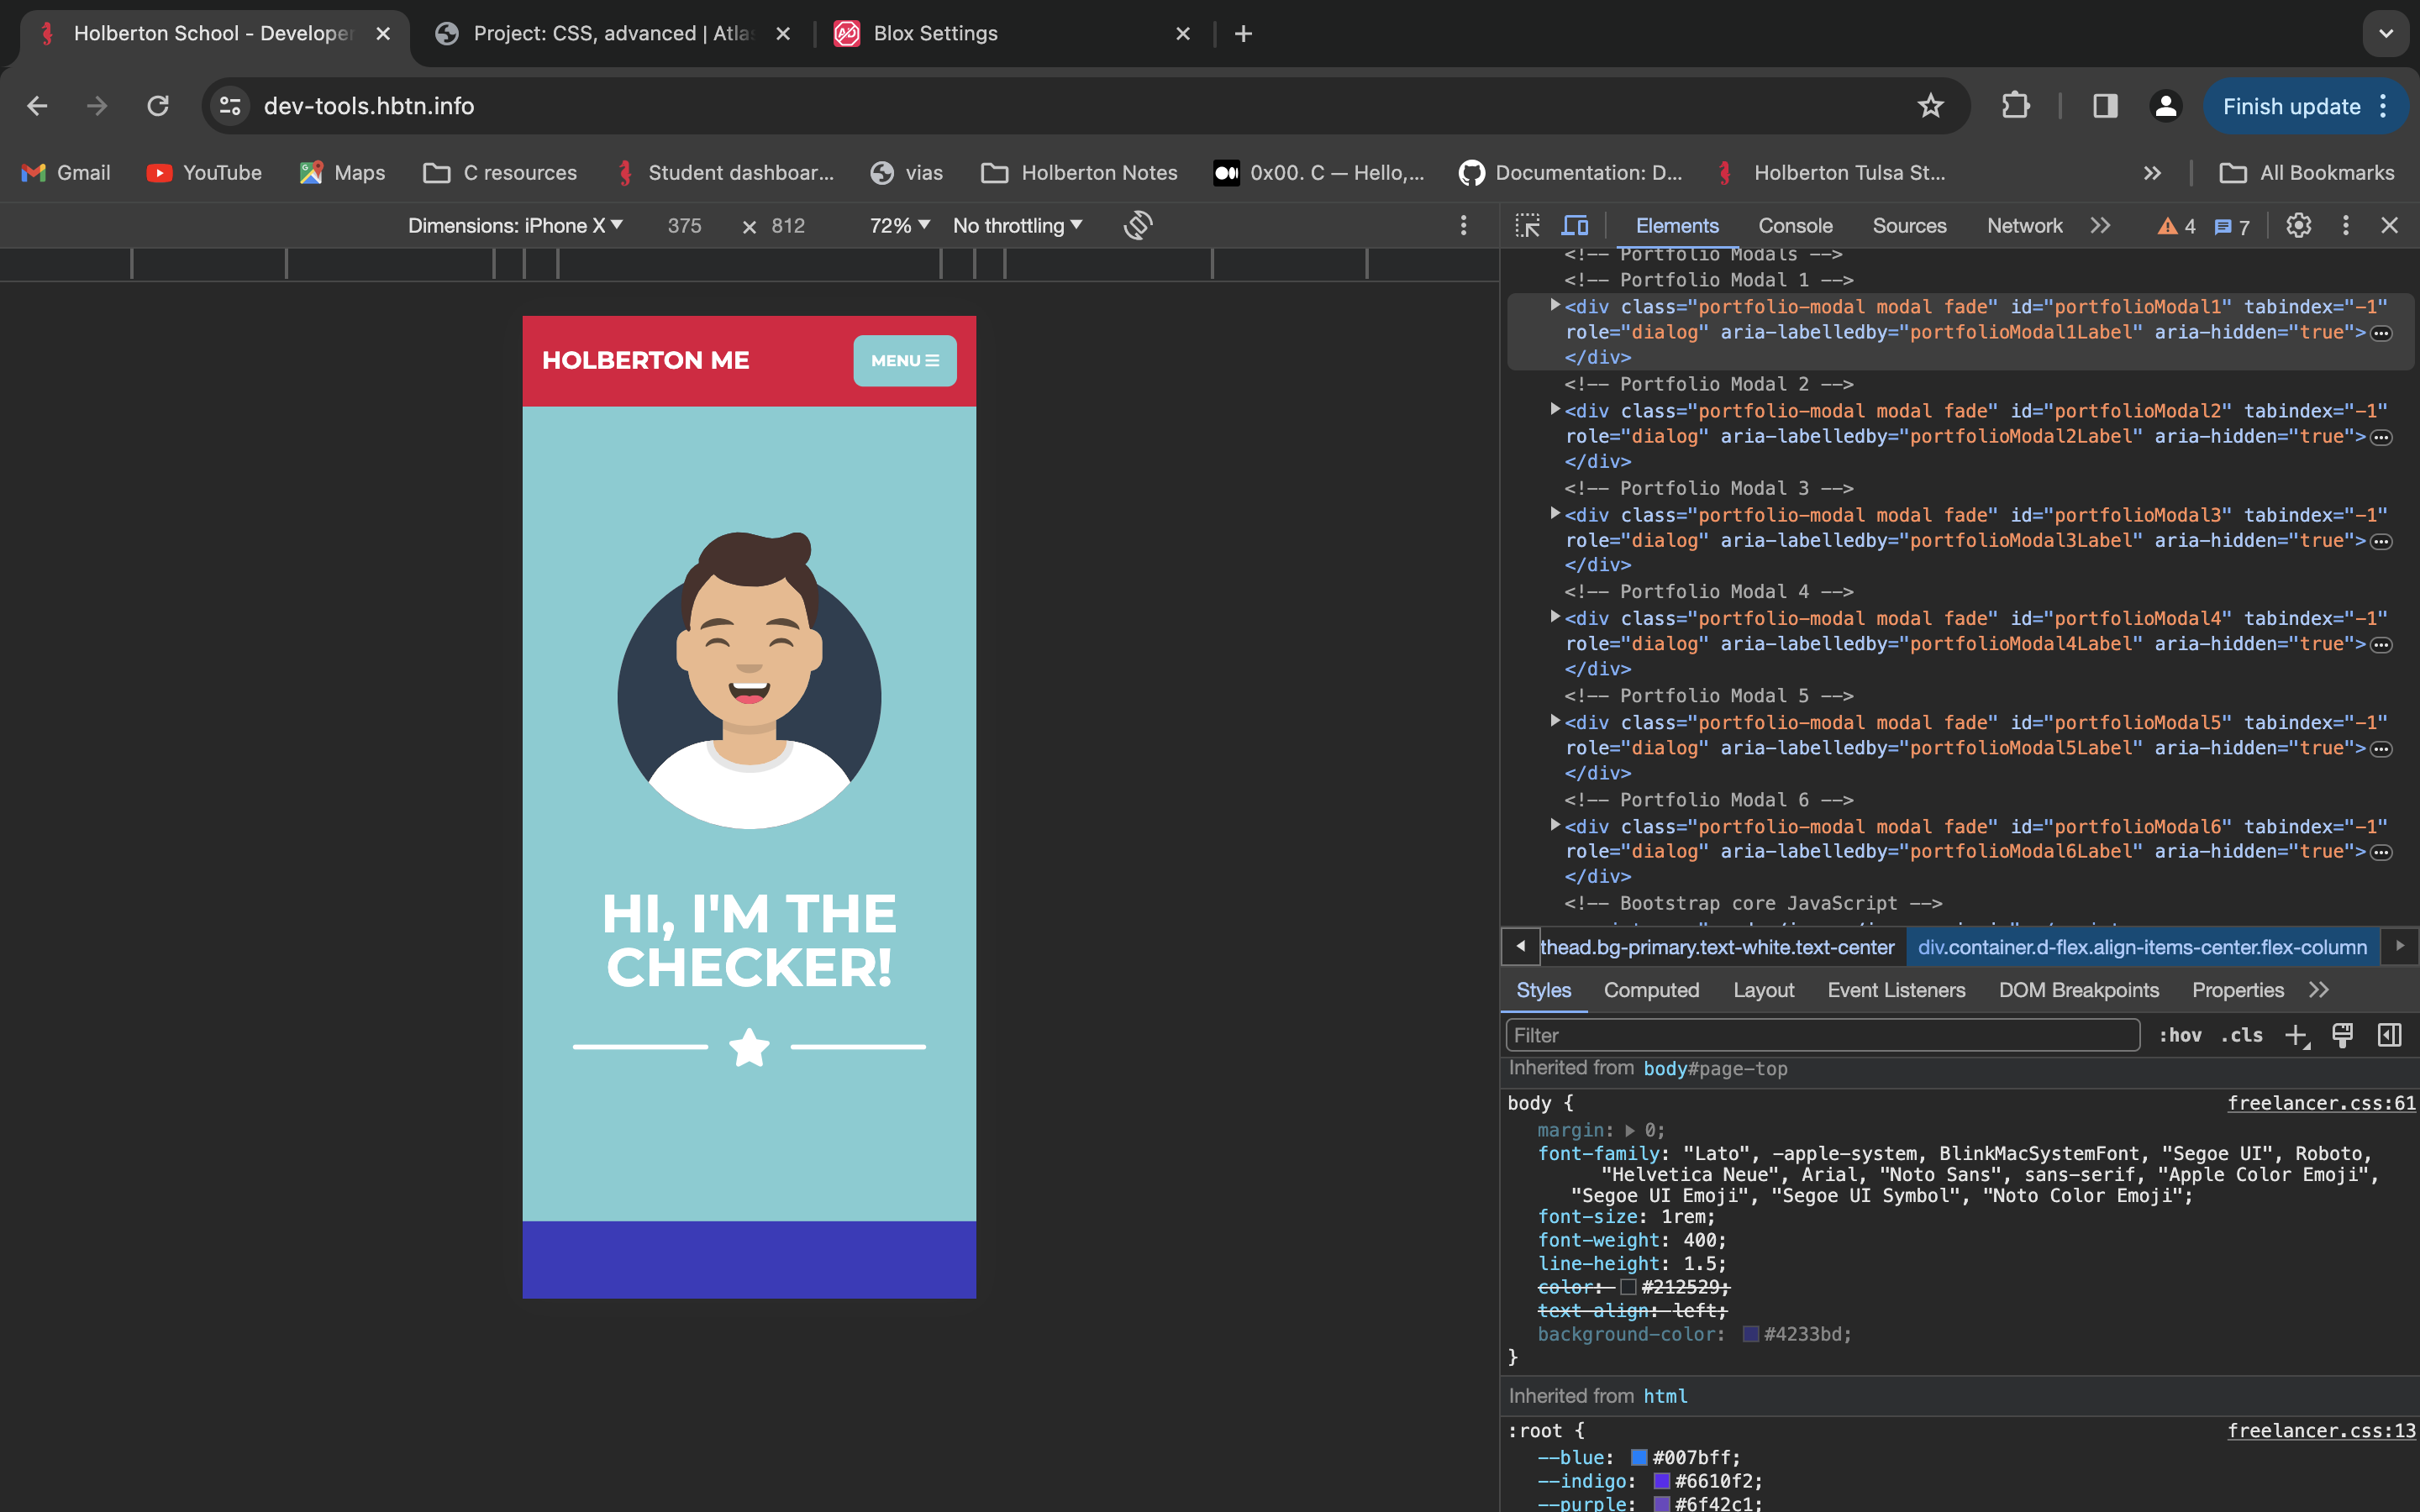 Holberton School - Developer
Project: CSS, advanced | Atla
Blox Settings
dev-tools.hbtn.info
Finish update
Gmail
YouTube
Maps
C resources
Student dashboar...
vias
Holberton Notes
0x00. C — Hello,...
Documentation: D...
Holberton Tulsa St...
All Bookmarks
Dimensions: iPhone X
375 × 812
72%
No throttling
Elements
Console
Sources
Network
4
7
<!-- Portfolio Modals -->
<!-- Portfolio Modal 1 -->
<div class="portfolio-modal modal fade" id="portfolioModal1" tabindex="-1"
role="dialog" aria-labelledby="portfolioModal1Label" aria-hidden="true">
</div>
<!-- Portfolio Modal 2 -->
<div class="portfolio-modal modal fade" id="portfolioModal2" tabindex="-1"
role="dialog" aria-labelledby="portfolioModal2Label" aria-hidden="true">
</div>
<!-- Portfolio Modal 3 -->
<div class="portfolio-modal modal fade" id="portfolioModal3" tabindex="-1"
role="dialog" aria-labelledby="portfolioModal3Label" aria-hidden="true">
</div>
<!-- Portfolio Modal 4 -->
<div class="portfolio-modal modal fade" id="portfolioModal4" tabindex="-1"
role="dialog" aria-labelledby="portfolioModal4Label" aria-hidden="true">
</div>
<!-- Portfolio Modal 5 -->
<div class="portfolio-modal modal fade" id="portfolioModal5" tabindex="-1"
role="dialog" aria-labelledby="portfolioModal5Label" aria-hidden="true">
</div>
<!-- Portfolio Modal 6 -->
<div class="portfolio-modal modal fade" id="portfolioModal6" tabindex="-1"
role="dialog" aria-labelledby="portfolioModal6Label" aria-hidden="true">
</div>
<!-- Bootstrap core JavaScript -->
thead.bg-primary.text-white.text-center
div.container.d-flex.align-items-center.flex-column
Styles
Computed
Layout
Event Listeners
DOM Breakpoints
Properties
Filter
:hov
.cls
Inherited from body#page-top
body {
freelancer.css:61
margin: 0;
font-family: "Lato", -apple-system, BlinkMacSystemFont, "Segoe UI", Roboto,
"Helvetica Neue", Arial, "Noto Sans", sans-serif, "Apple Color Emoji",
"Segoe UI Emoji", "Segoe UI Symbol", "Noto Color Emoji";
font-size: 1rem;
font-weight: 400;
line-height: 1.5;
color: #212529;
text-align: left;
background-color: #4233bd;
}
Inherited from html
:root {
freelancer.css:13
--blue: #007bff;
--indigo: #6610f2;
--purple: #6f42c1;
HOLBERTON ME
MENU
HI, I'M THE
CHECKER!